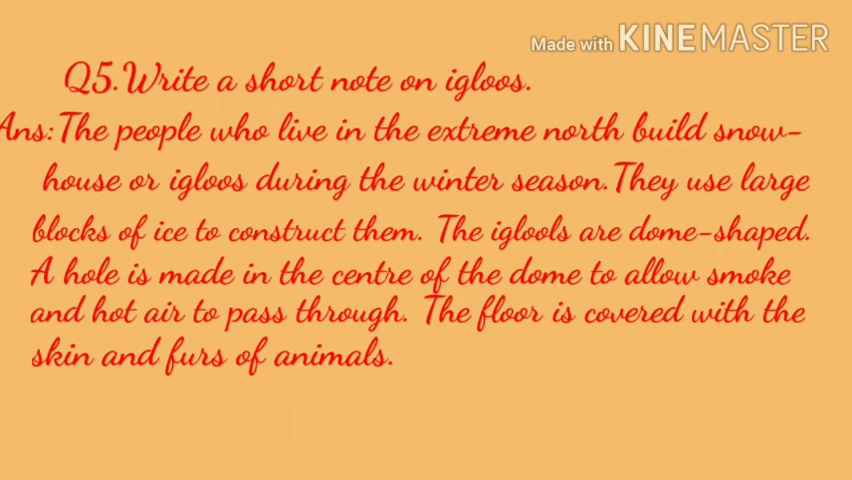 Made with KINEMASTER
Q5.Write a short note on igloos.
Ans:The people who live in the extreme north build snow-
house or igloos during the winter season.They use large
blocks of ice to construct them. The iglools are dome-shaped.
A hole is made in the centre of the dome to allow smoke
and hot air to pass through. The floor is covered with the
skin and furs of animals.